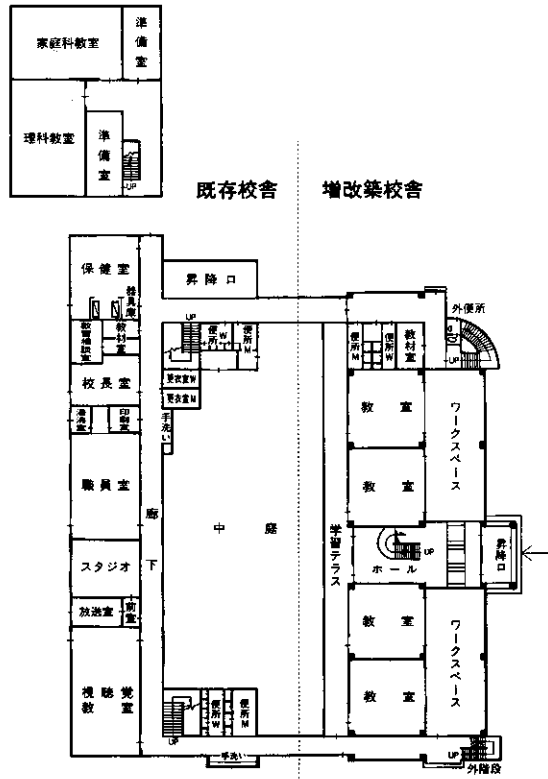 家庭科教室
準備室
理科教室
準備室
UP
既存校舎
増改築校舎
保健室
器具庫
昇降口
教育相談室
教材室
UP
便所W
便所M
便所M
便所W
教材室
外便所
UP
校長室
更衣室W
更衣室M
湯沸室
印刷室
手洗い
教室
ワークスペース
職員室
教室
廊下
中庭
学習テラス
ホール
UP
昇降口
スタジオ
放送室
前室
教室
ワークスペース
視聴覚教室
教室
便所W
便所M
UP
手洗い
UP
外階段